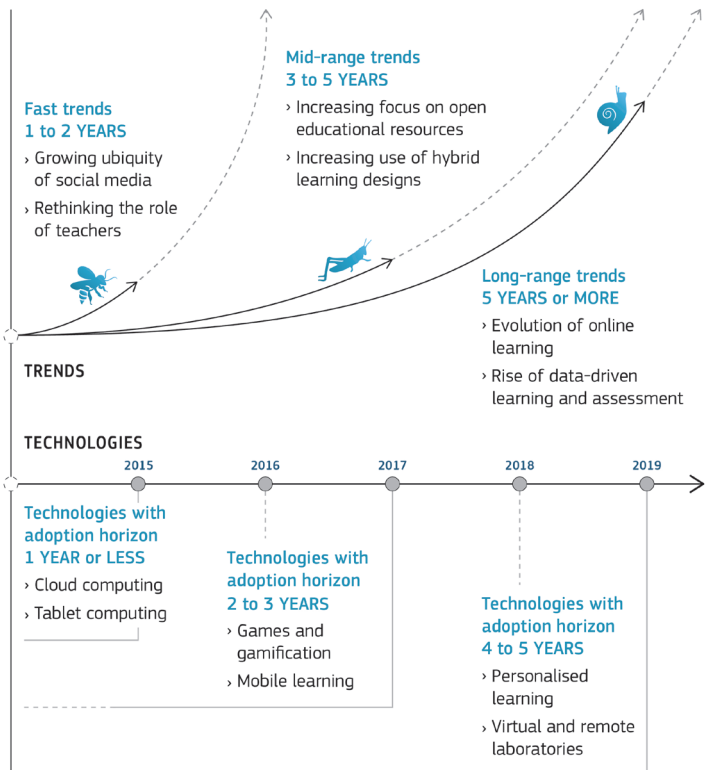 Fast trends
1 to 2 YEARS
› Growing ubiquity
of social media
› Rethinking the role
of teachers
Mid-range trends
3 to 5 YEARS
› Increasing focus on open
educational resources
› Increasing use of hybrid
learning designs
Long-range trends
5 YEARS or MORE
› Evolution of online
learning
› Rise of data-driven
learning and assessment
TRENDS
TECHNOLOGIES
2015 2016 2017 2018 2019
Technologies with
adoption horizon
1 YEAR or LESS
› Cloud computing
› Tablet computing
Technologies with
adoption horizon
2 to 3 YEARS
› Games and
gamification
› Mobile learning
Technologies with
adoption horizon
4 to 5 YEARS
› Personalised
learning
› Virtual and remote
laboratories